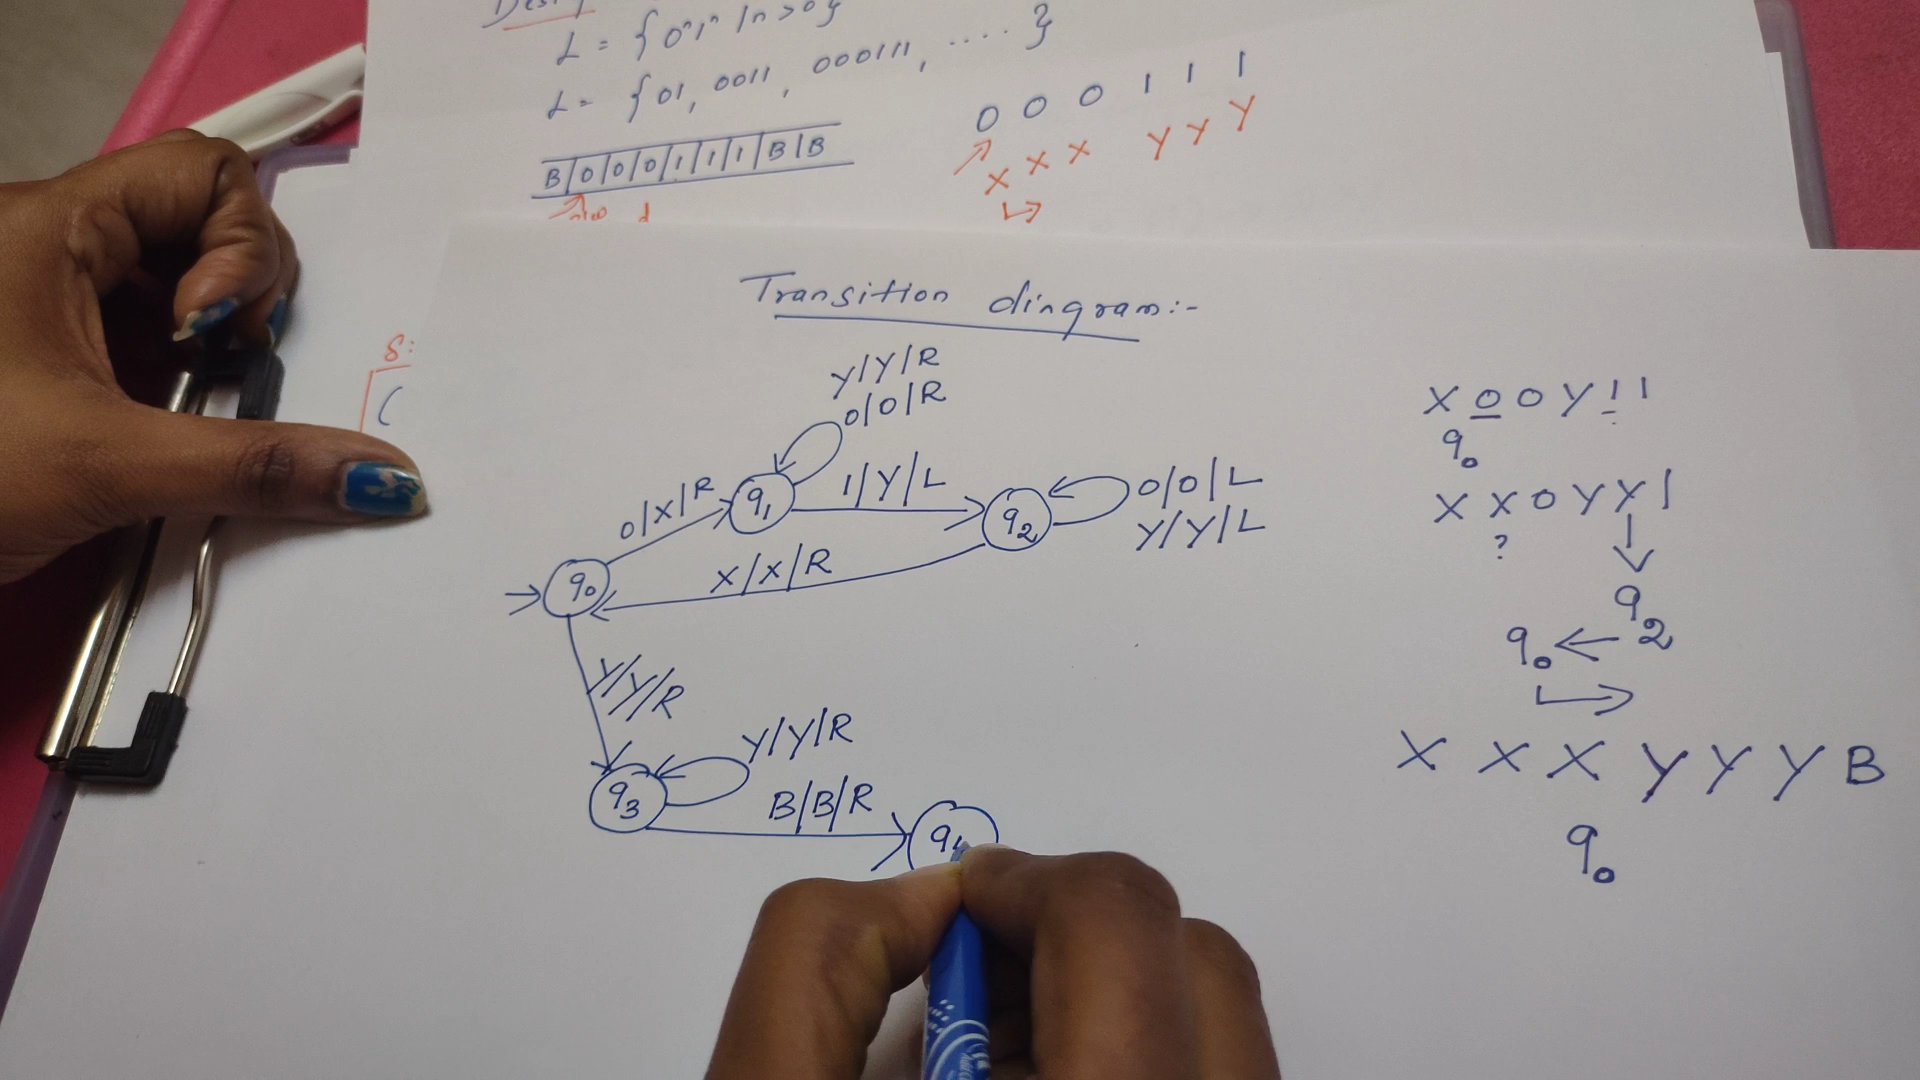 L = {0ⁿ1ⁿ / n > 0}
L = {01, 0011, 000111, .... }
B|0|0|0|1|1|1|B|B
0 0 0 1 1 1
X X X Y Y Y
δ:
(
Transition diagram:-
Y/Y/R
0/0/R
0/X/R
q₁
1/Y/L
q₂
0/0/L
Y/Y/L
X/X/R
q₀
Y/Y/R
q₃
Y/Y/R
B/B/R
X 0 0 Y 1 1
q₀
X X 0 Y Y 1
?
q₂
q₀ ←
X X X Y Y Y B
q₀